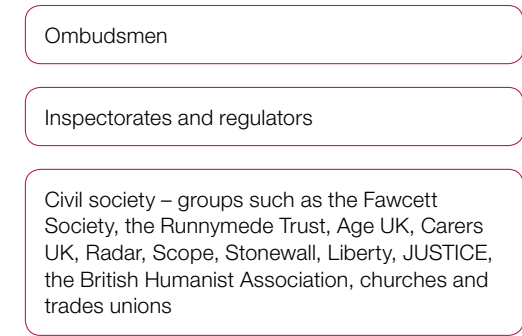 Ombudsmen
Inspectorates and regulators
Civil society – groups such as the Fawcett
Society, the Runnymede Trust, Age UK, Carers
UK, Radar, Scope, Stonewall, Liberty, JUSTICE,
the British Humanist Association, churches and
trades unions